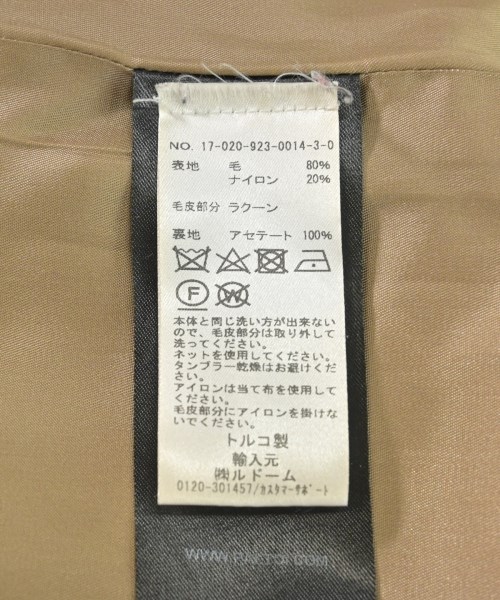 NO. 17-020-923-0014-3-0
表地 毛 80%
ナイロン 20%
毛皮部分 ラクーン
裏地 アセテート 100%
F W
本体と同じ洗い方が出来ない
ので、毛皮部分は取り外して
洗ってください。
ネットを使用してください。
タンブラー乾燥はお避けくだ
さい。
アイロンは当て布を使用して
ください。
毛皮部分にアイロンを掛けな
いでください。
トルコ製
輸入元
㈱ルドーム
0120-301457/ｶｽﾀﾏｰｻﾎﾟｰﾄ